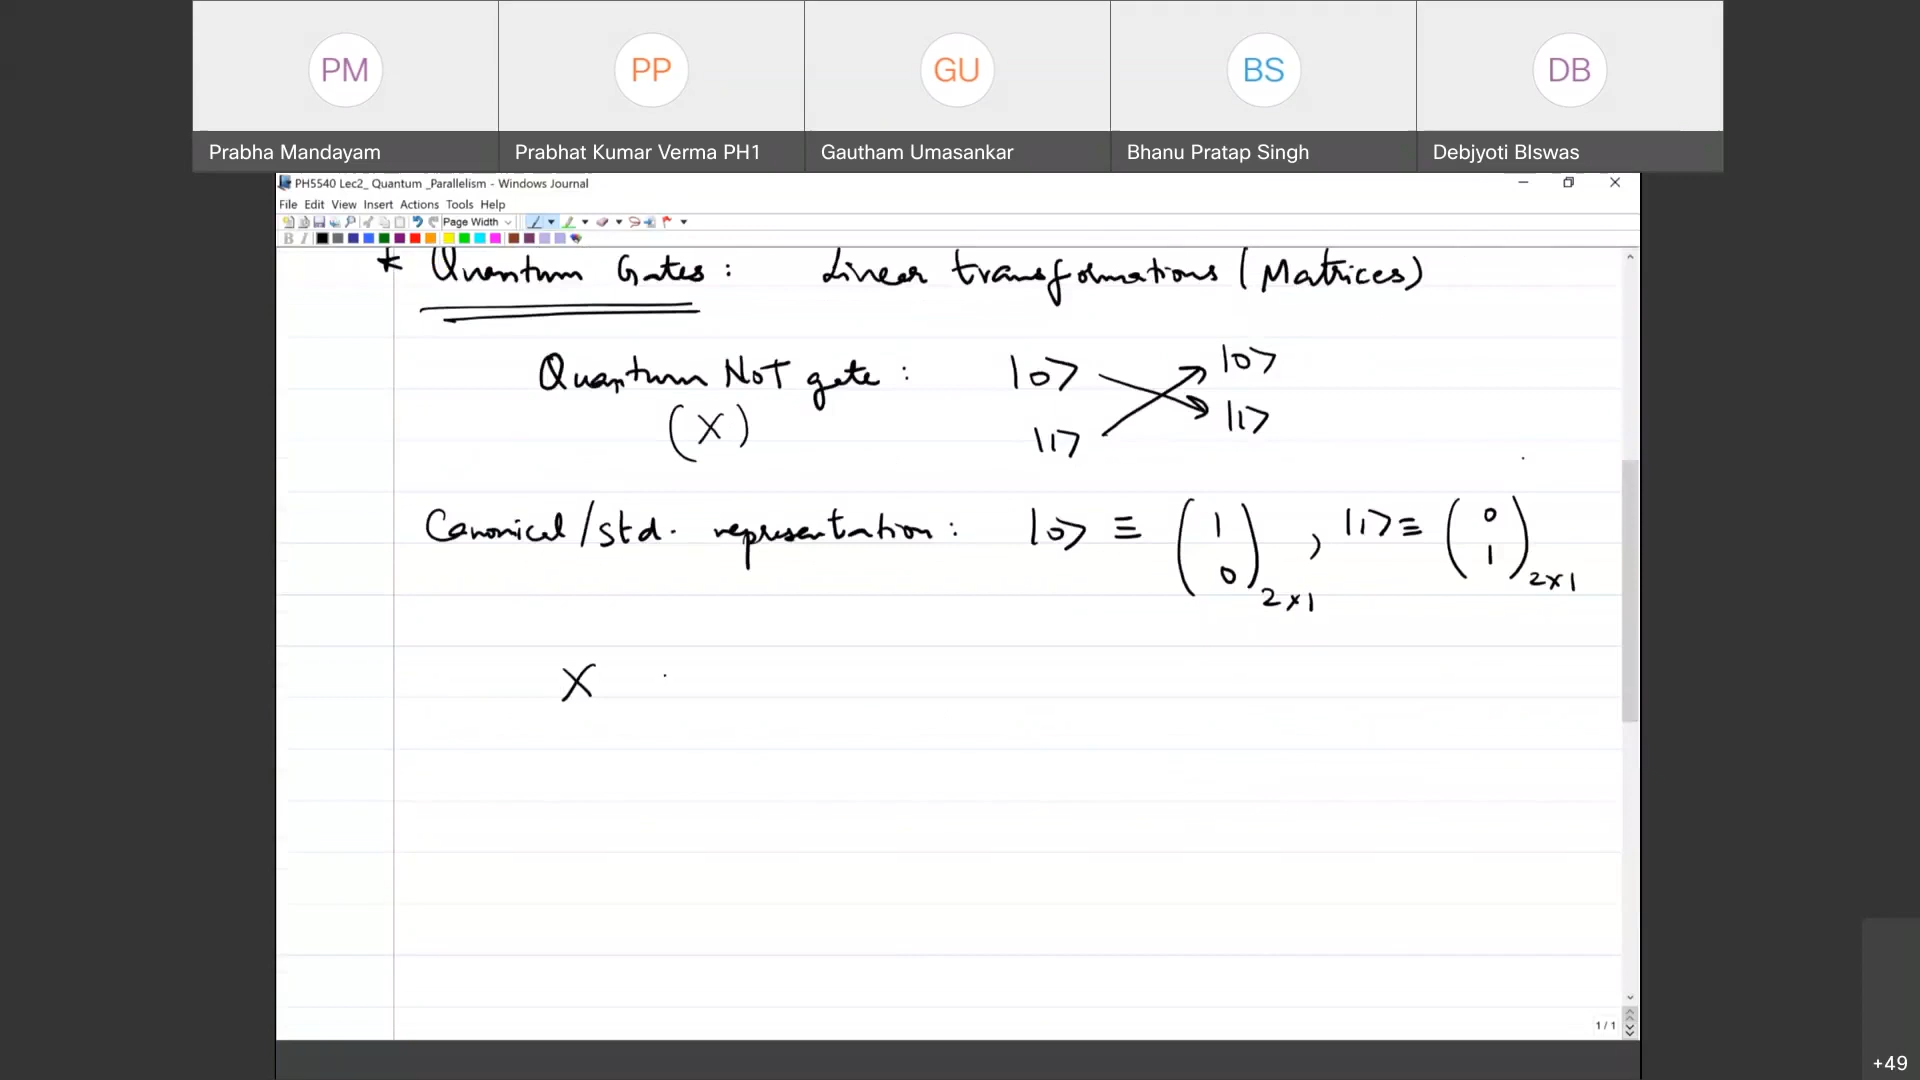 PM PP GU BS DB
Prabha Mandayam Prabhat Kumar Verma PH1 Gautham Umasankar Bhanu Pratap Singh Debjyoti BIswas
PH5540 Lec2_ Quantum _Parallelism - Windows Journal
File Edit View Insert Actions Tools Help
Page Width
B I
* Quantum Gates : Linear transformations (Matrices)
Quantum NOT gate : |0⟩ |0⟩
(X) |1⟩ |1⟩
Canonical/std. representation : |0⟩ ≡ (1 0)2×1 , |1⟩ ≡ (0 1)2×1
X
1 / 1
+49